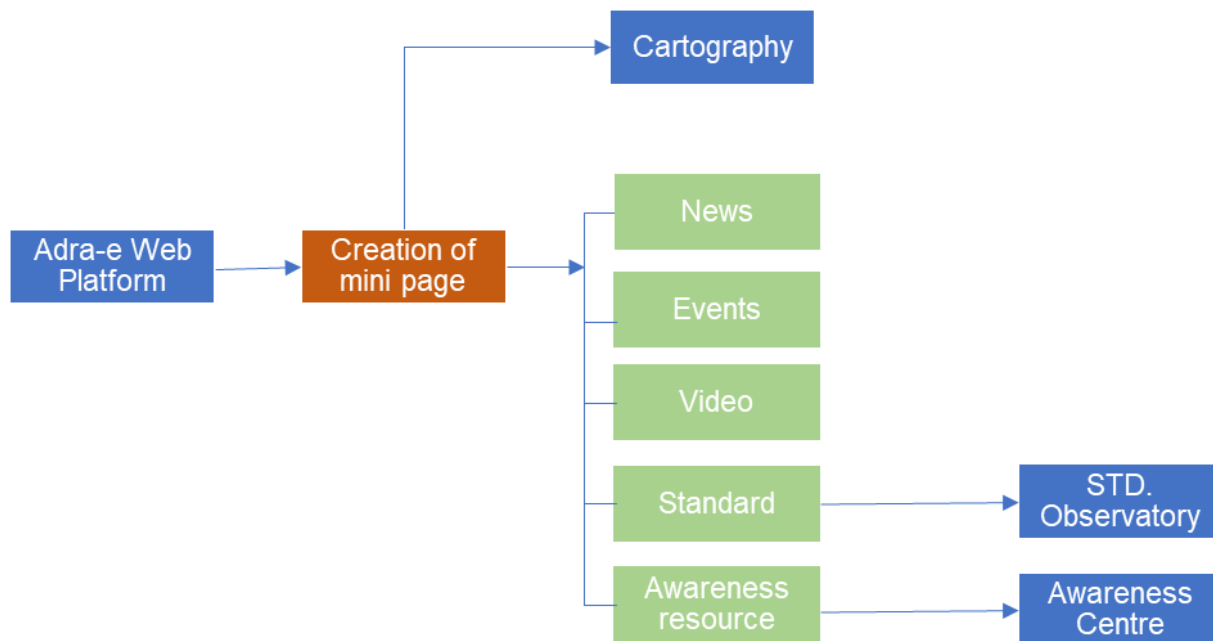 Cartography
News
Adra-e Web
Platform
Creation of
mini page
Events
Video
Standard
STD.
Observatory
Awareness
resource
Awareness
Centre